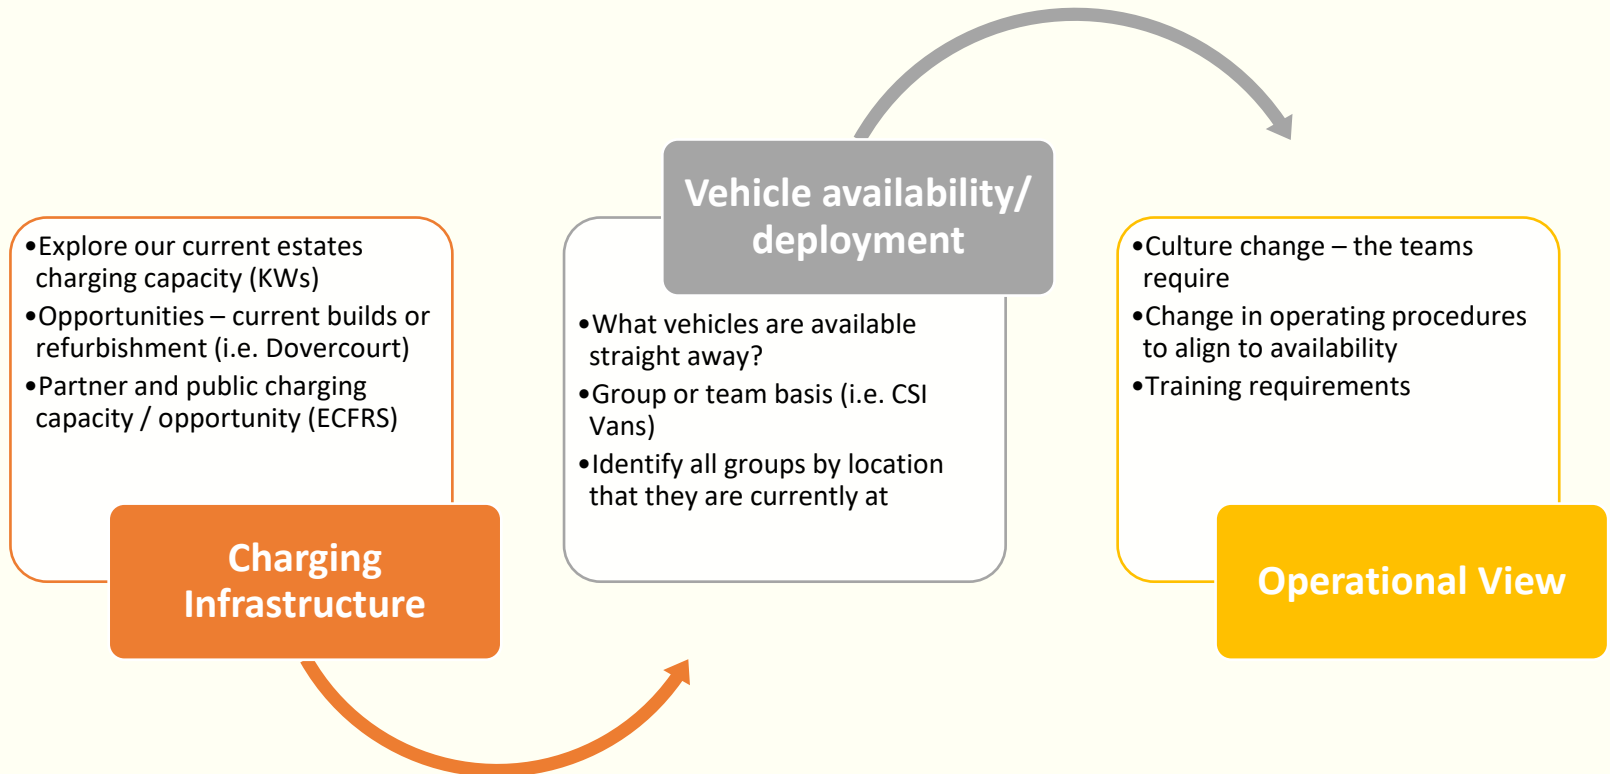 •Explore our current estates
charging capacity (KWs)
•Opportunities – current builds or
refurbishment (i.e. Dovercourt)
•Partner and public charging
capacity / opportunity (ECFRS)
Charging
Infrastructure
Vehicle availability/
deployment
•What vehicles are available
straight away?
•Group or team basis (i.e. CSI
Vans)
•Identify all groups by location
that they are currently at
•Culture change – the teams
require
•Change in operating procedures
to align to availability
•Training requirements
Operational View